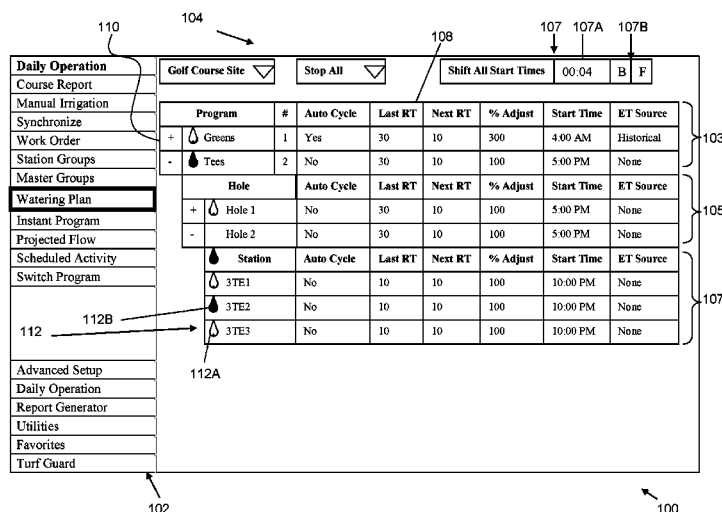 104
107 107A 107B
110
108
Daily Operation
Course Report
Manual Irrigation
Synchronize
Work Order
Station Groups
Master Groups
Watering Plan
Instant Program
Projected Flow
Scheduled Activity
Switch Program
Advanced Setup
Daily Operation
Report Generator
Utilities
Favorites
Turf Guard
Golf Course Site Stop All Shift All Start Times 00:04 B F
Program # Auto Cycle Last RT Next RT % Adjust Start Time ET Source
+ Greens 1 Yes 30 10 300 4:00 AM Historical
- Tees 2 No 30 10 100 5:00 PM None
103
Hole Auto Cycle Last RT Next RT % Adjust Start Time ET Source
+ Hole 1 No 30 10 100 5:00 PM None
- Hole 2 No 30 10 100 5:00 PM None
105
Station Auto Cycle Last RT Next RT % Adjust Start Time ET Source
3TE1 No 10 10 100 10:00 PM None
3TE2 No 10 10 100 10:00 PM None
3TE3 No 10 10 100 10:00 PM None
107
112
112B
112A
102
100